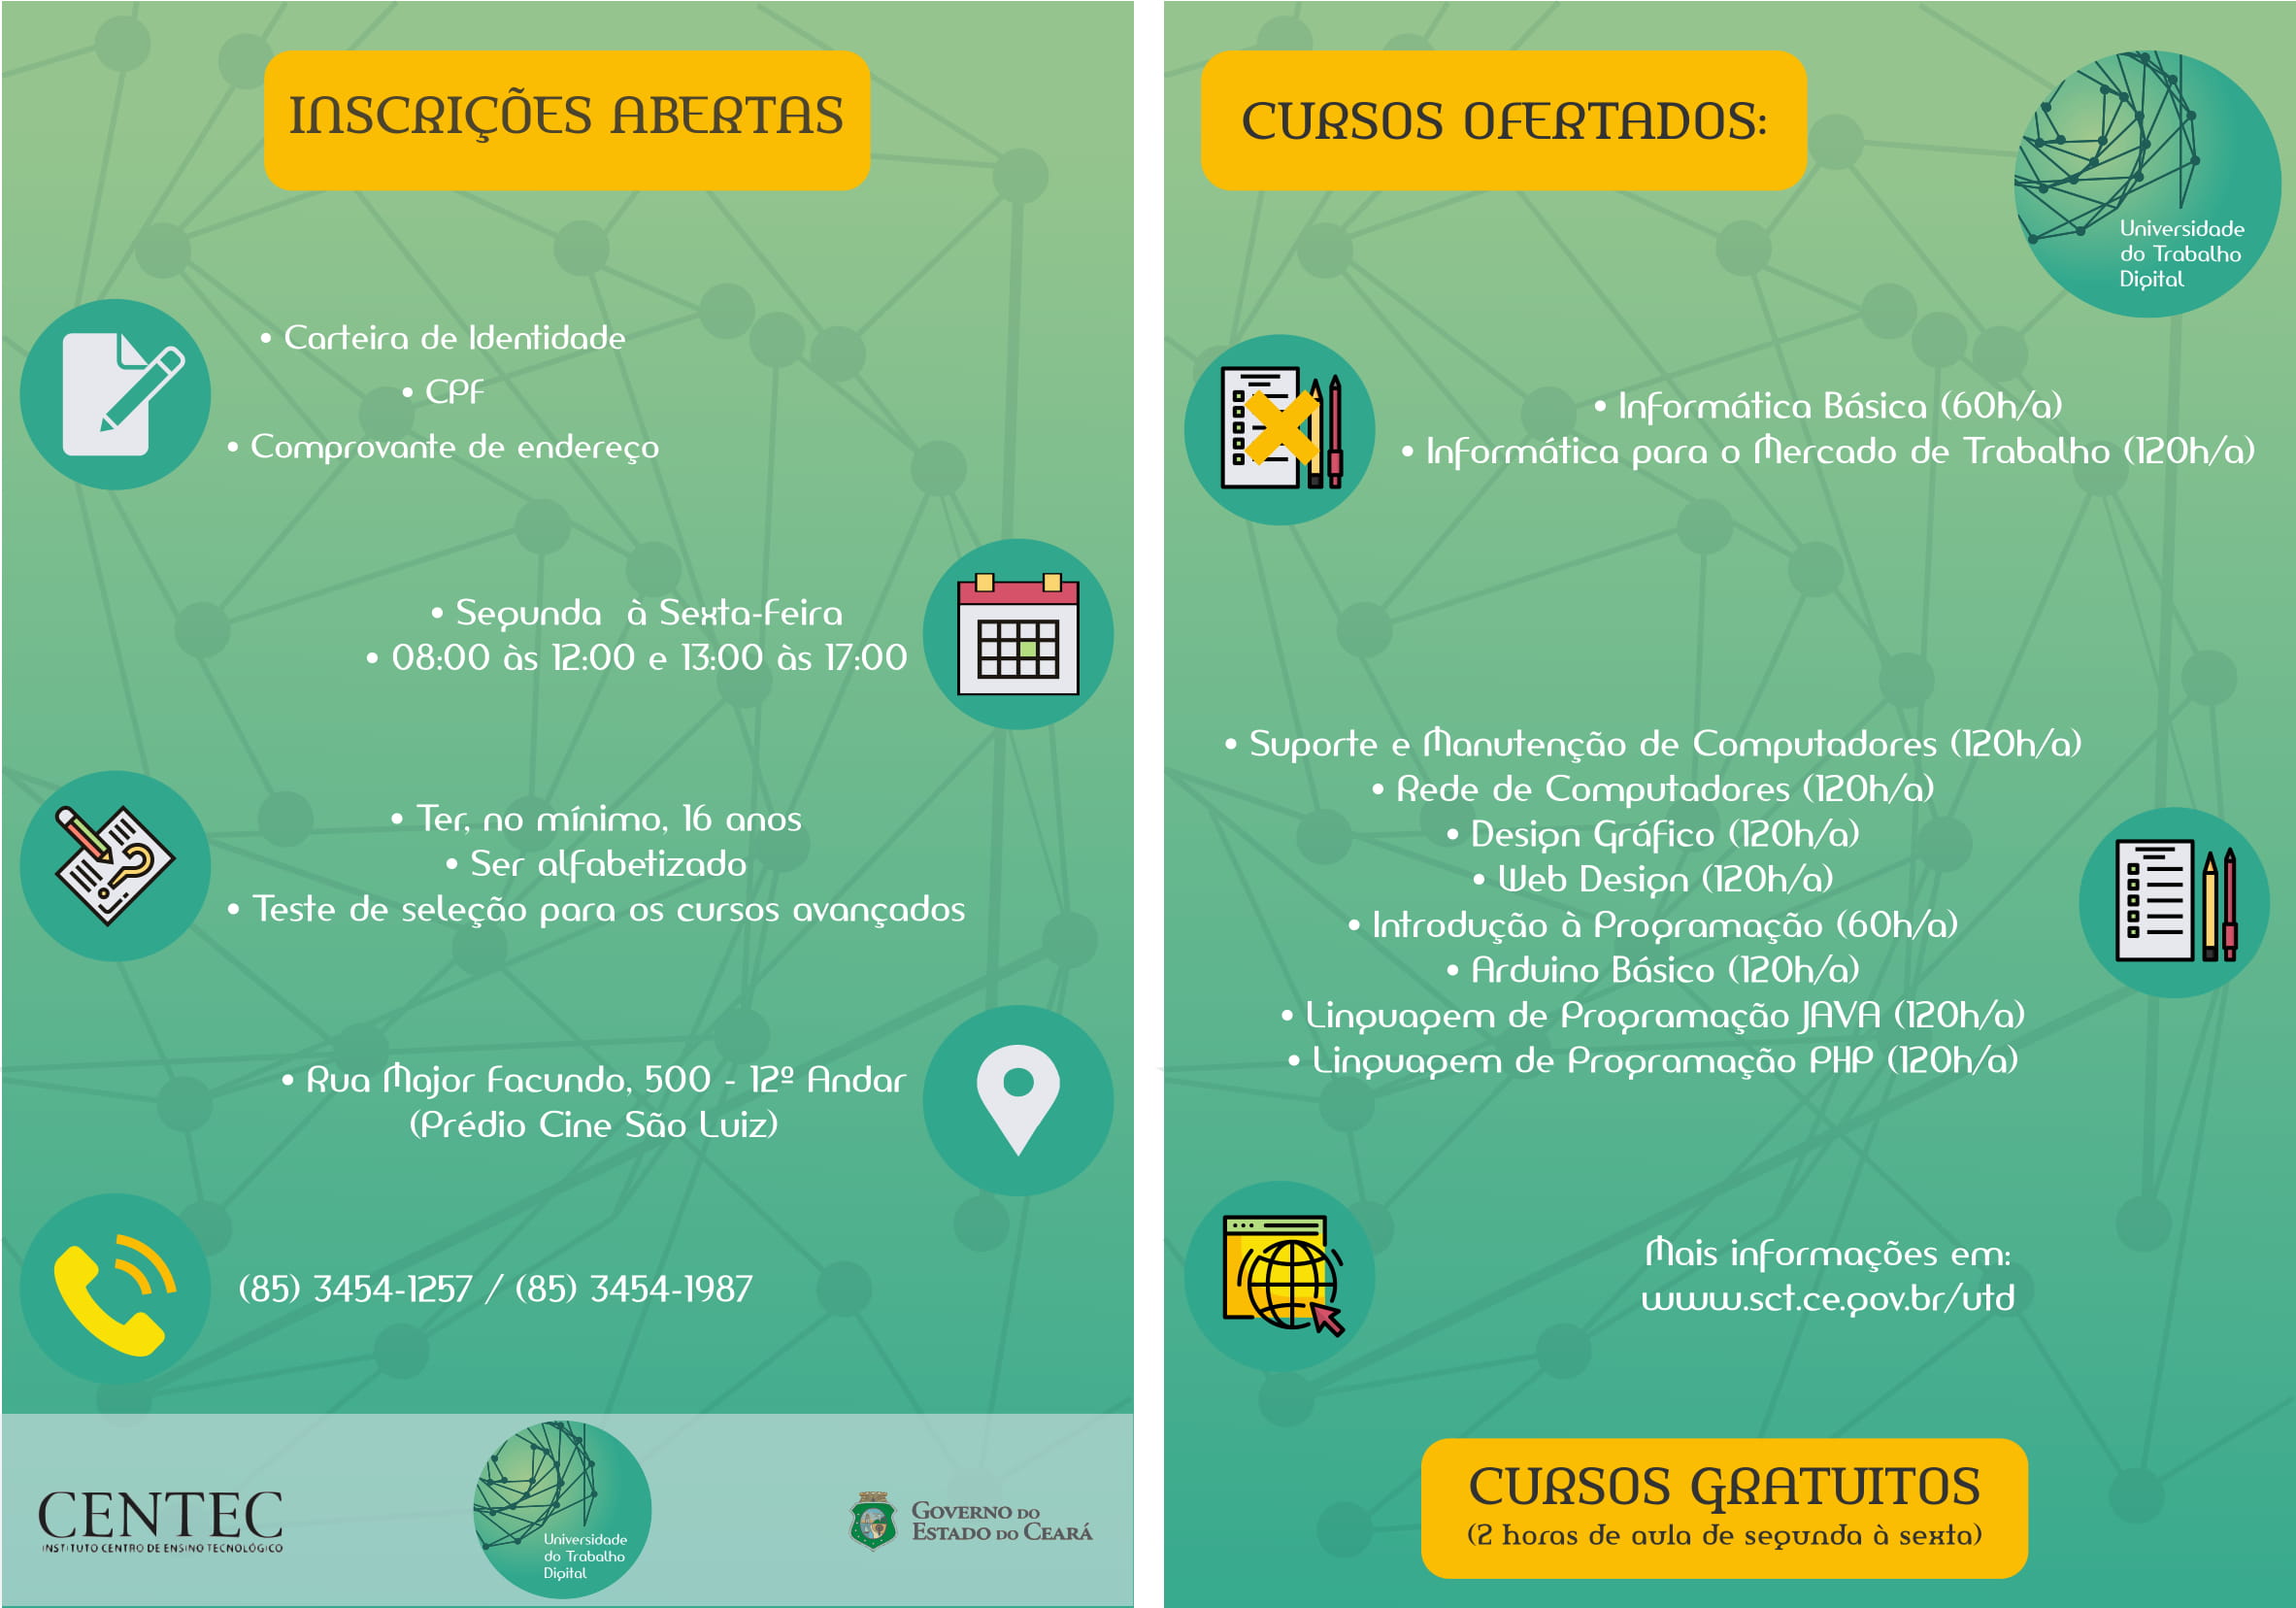 INSCRIÇÕES ABERTAS
• Carteira de Identidade
• CPF
• Comprovante de endereço
• Segunda à Sexta-Feira
• 08:00 às 12:00 e 13:00 às 17:00
• Ter, no mínimo, 16 anos
• Ser alfabetizado
• Teste de seleção para os cursos avançados
• Rua Major Facundo, 500 - 12º Andar
(Prédio Cine São Luiz)
(85) 3454-1257 / (85) 3454-1987
CENTEC
INSTITUTO CENTRO DE ENSINO TECNOLÓGICO
Universidade
do Trabalho
Digital
GOVERNO DO
ESTADO DO CEARÁ
CURSOS OFERTADOS:
Universidade
do Trabalho
Digital
• Informática Básica (60h/a)
• Informática para o Mercado de Trabalho (120h/a)
• Suporte e Manutenção de Computadores (120h/a)
• Rede de Computadores (120h/a)
• Design Gráfico (120h/a)
• Web Design (120h/a)
• Introdução à Programação (60h/a)
• Arduino Básico (120h/a)
• Linguagem de Programação JAVA (120h/a)
• Linguagem de Programação PHP (120h/a)
Mais informações em:
www.sct.ce.gov.br/utd
CURSOS GRATUITOS
(2 horas de aula de segunda à sexta)